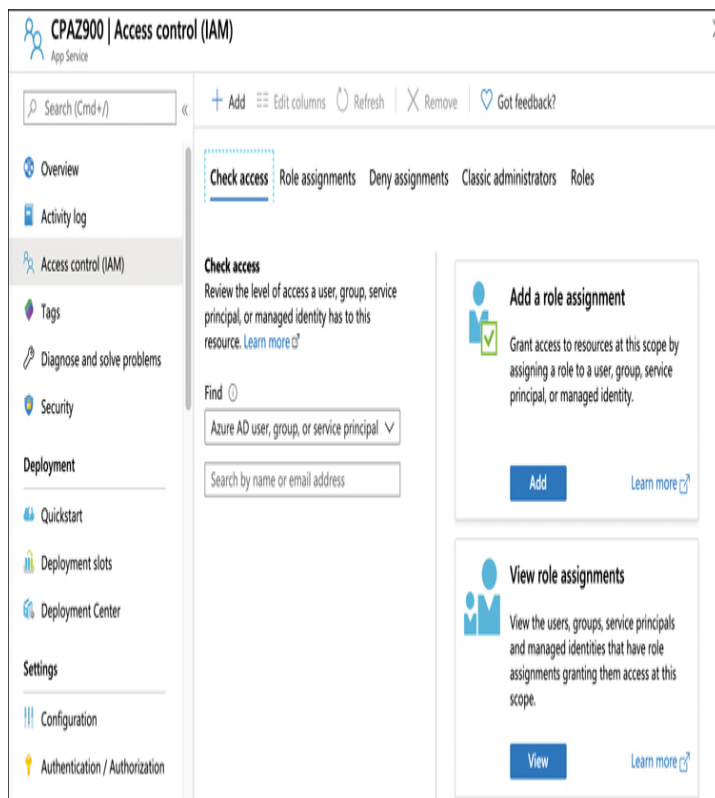 CPAZ900 | Access control (IAM)
App Service
Search (Cmd+/)
«
Overview
Activity log
Access control (IAM)
Tags
Diagnose and solve problems
Security
Deployment
Quickstart
Deployment slots
Deployment Center
Settings
Configuration
Authentication / Authorization
+ Add
Edit columns
Refresh
Remove
Got feedback?
Check access
Role assignments
Deny assignments
Classic administrators
Roles
Check access
Review the level of access a user, group, service
principal, or managed identity has to this
resource. Learn more
Find
Azure AD user, group, or service principal
Search by name or email address
Add a role assignment
Grant access to resources at this scope by
assigning a role to a user, group, service
principal, or managed identity.
Add
Learn more
View role assignments
View the users, groups, service principals
and managed identities that have role
assignments granting them access at this
scope.
View
Learn more